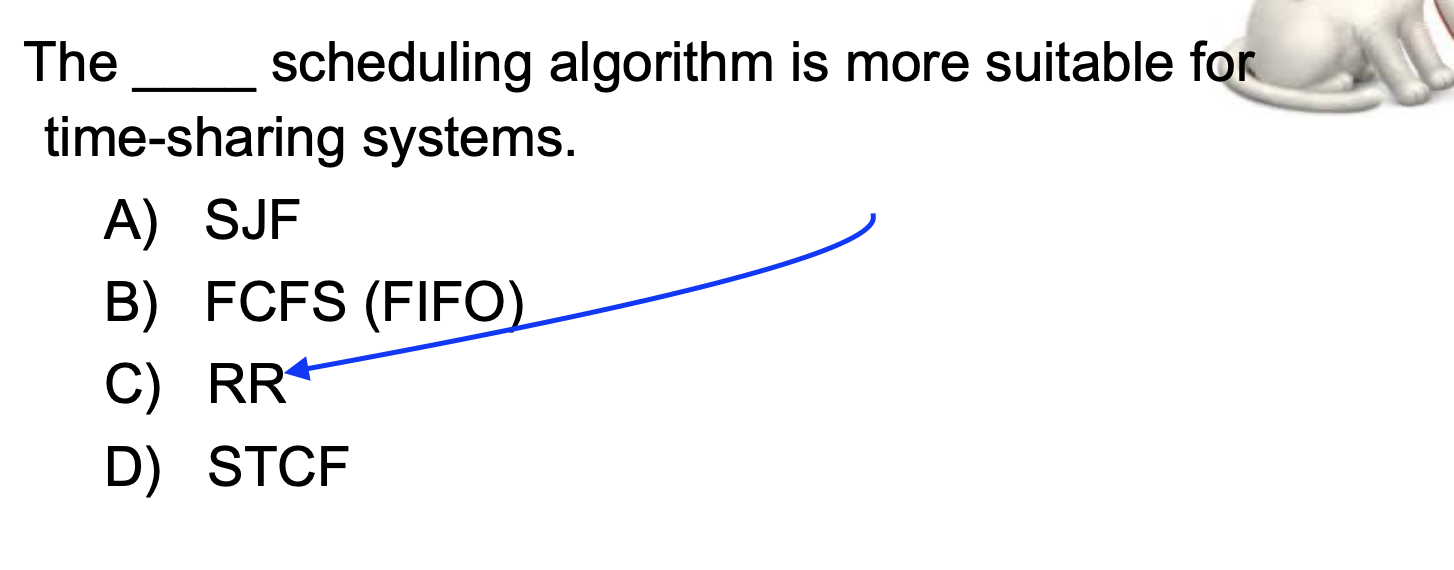 The ____ scheduling algorithm is more suitable for
time-sharing systems.
A) SJF
B) FCFS (FIFO)
C) RR
D) STCF